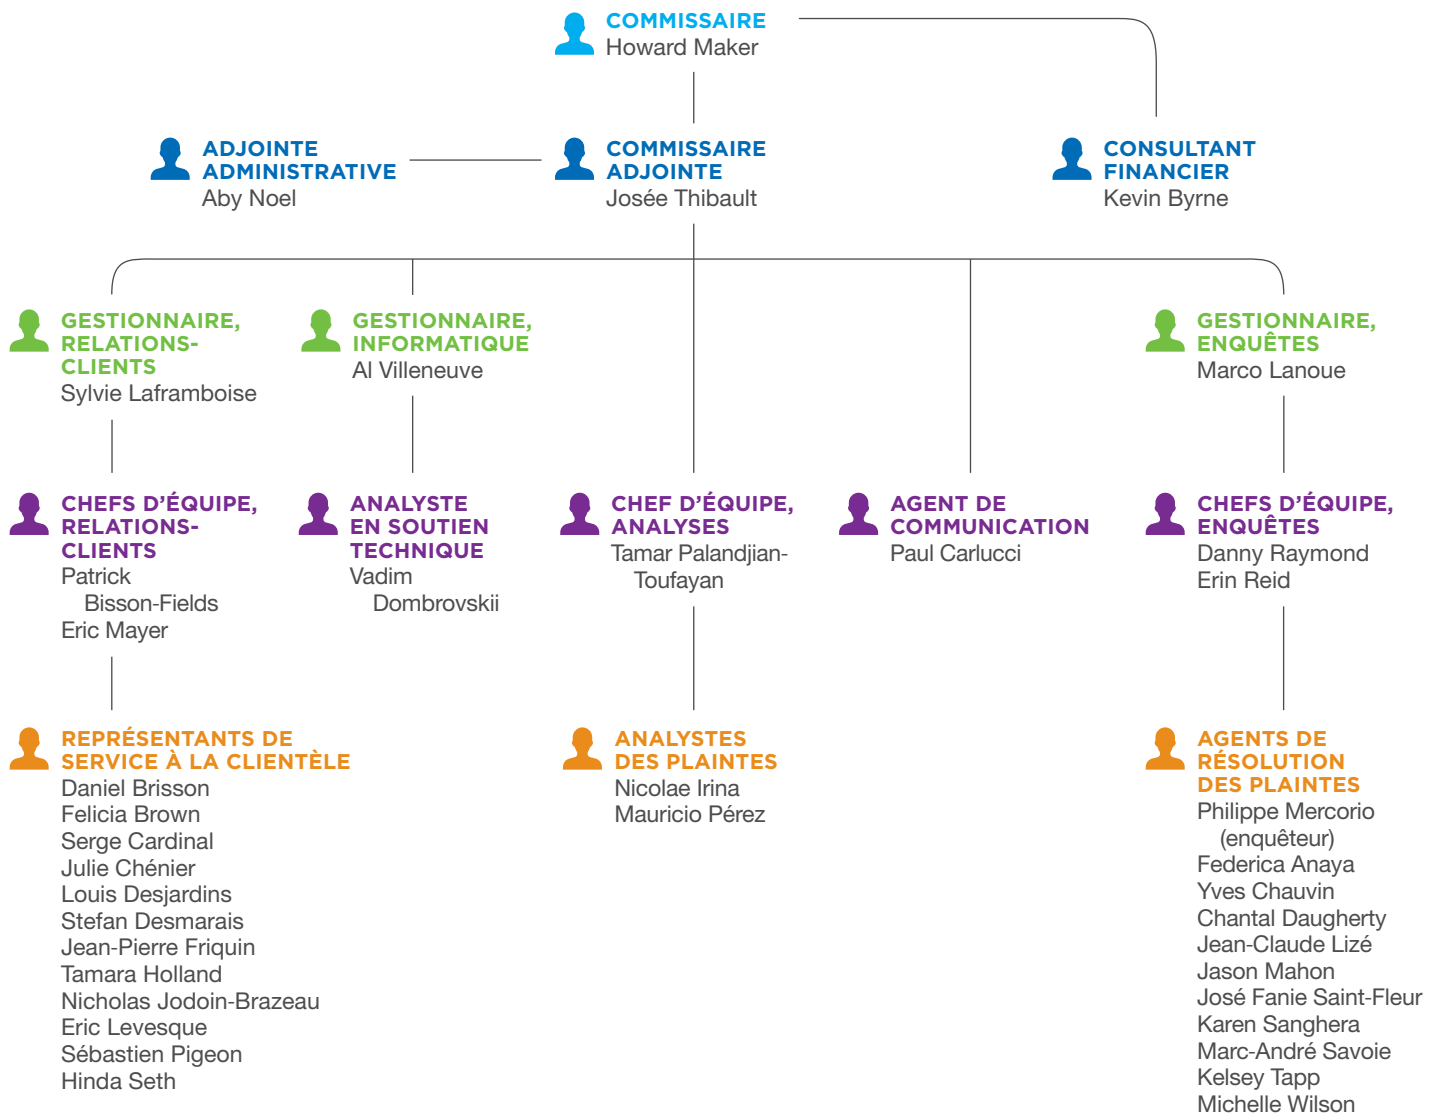 COMMISSAIRE
Howard Maker
ADJOINTE
ADMINISTRATIVE
Aby Noel
COMMISSAIRE
ADJOINTE
Josée Thibault
CONSULTANT
FINANCIER
Kevin Byrne
GESTIONNAIRE,
RELATIONS-
CLIENTS
Sylvie Laframboise
GESTIONNAIRE,
INFORMATIQUE
Al Villeneuve
GESTIONNAIRE,
ENQUÊTES
Marco Lanoue
CHEFS D’ÉQUIPE,
RELATIONS-
CLIENTS
Patrick
Bisson-Fields
Eric Mayer
ANALYSTE
EN SOUTIEN
TECHNIQUE
Vadim
Dombrovskii
CHEF D’ÉQUIPE,
ANALYSES
Tamar Palandjian-
Toufayan
AGENT DE
COMMUNICATION
Paul Carlucci
CHEFS D’ÉQUIPE,
ENQUÊTES
Danny Raymond
Erin Reid
REPRÉSENTANTS DE
SERVICE À LA CLIENTÈLE
Daniel Brisson
Felicia Brown
Serge Cardinal
Julie Chénier
Louis Desjardins
Stefan Desmarais
Jean-Pierre Friquin
Tamara Holland
Nicholas Jodoin-Brazeau
Eric Levesque
Sébastien Pigeon
Hinda Seth
ANALYSTES
DES PLAINTES
Nicolae Irina
Mauricio Pérez
AGENTS DE
RÉSOLUTION
DES PLAINTES
Philippe Mercorio
(enquêteur)
Federica Anaya
Yves Chauvin
Chantal Daugherty
Jean-Claude Lizé
Jason Mahon
José Fanie Saint-Fleur
Karen Sanghera
Marc-André Savoie
Kelsey Tapp
Michelle Wilson